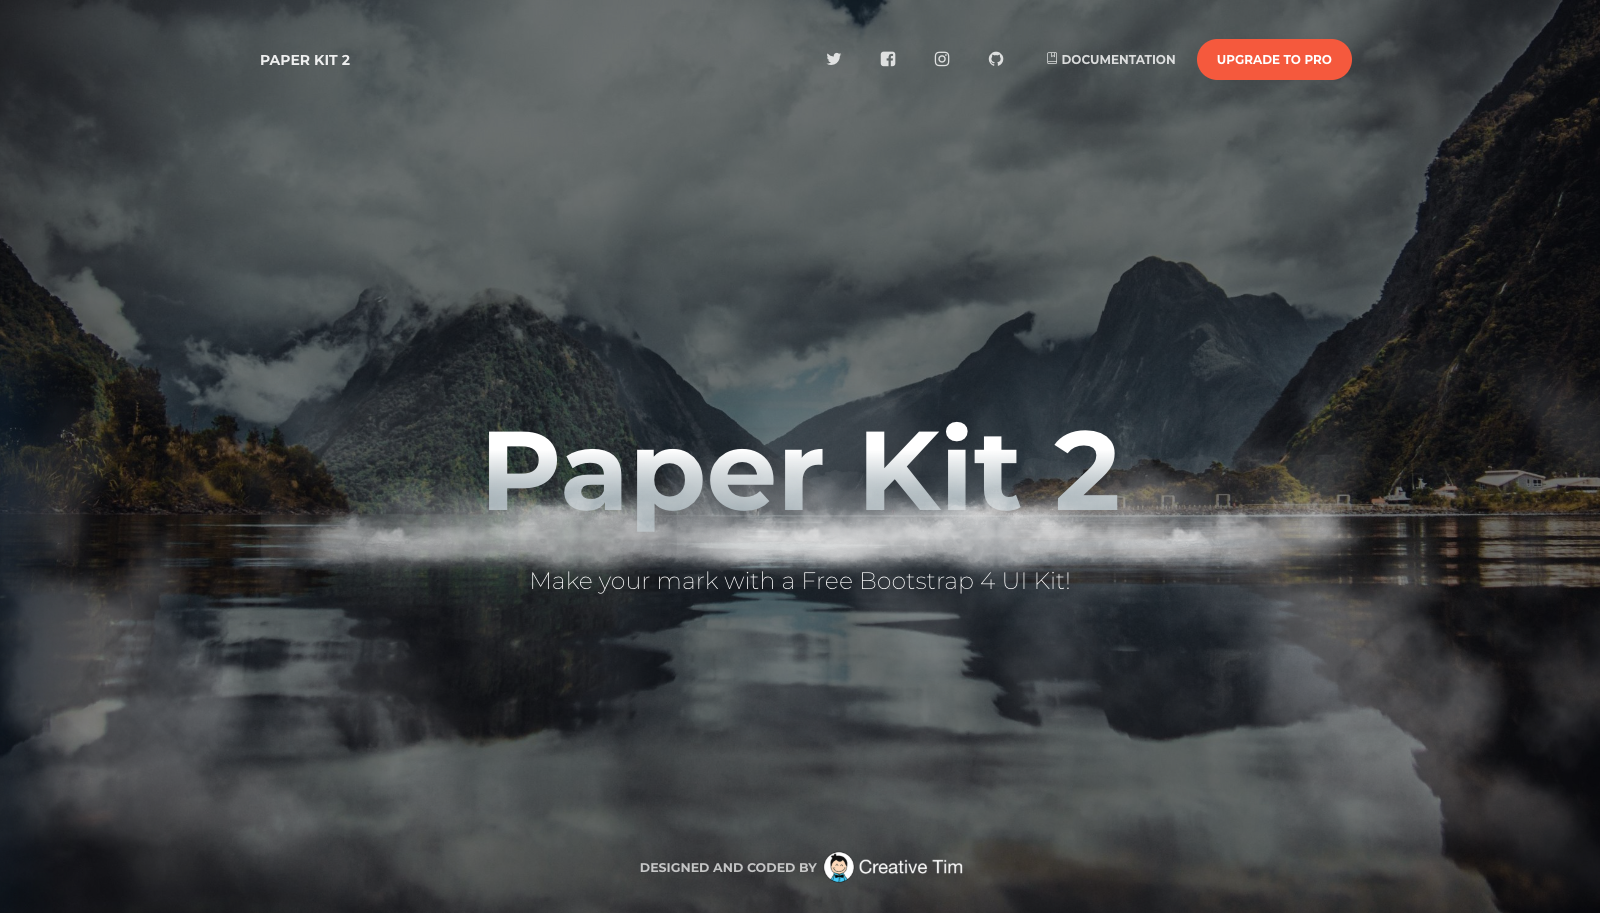 PAPER KIT 2
DOCUMENTATION
UPGRADE TO PRO
Paper Kit 2
Make your mark with a Free Bootstrap 4 UI Kit!
DESIGNED AND CODED BY Creative Tim